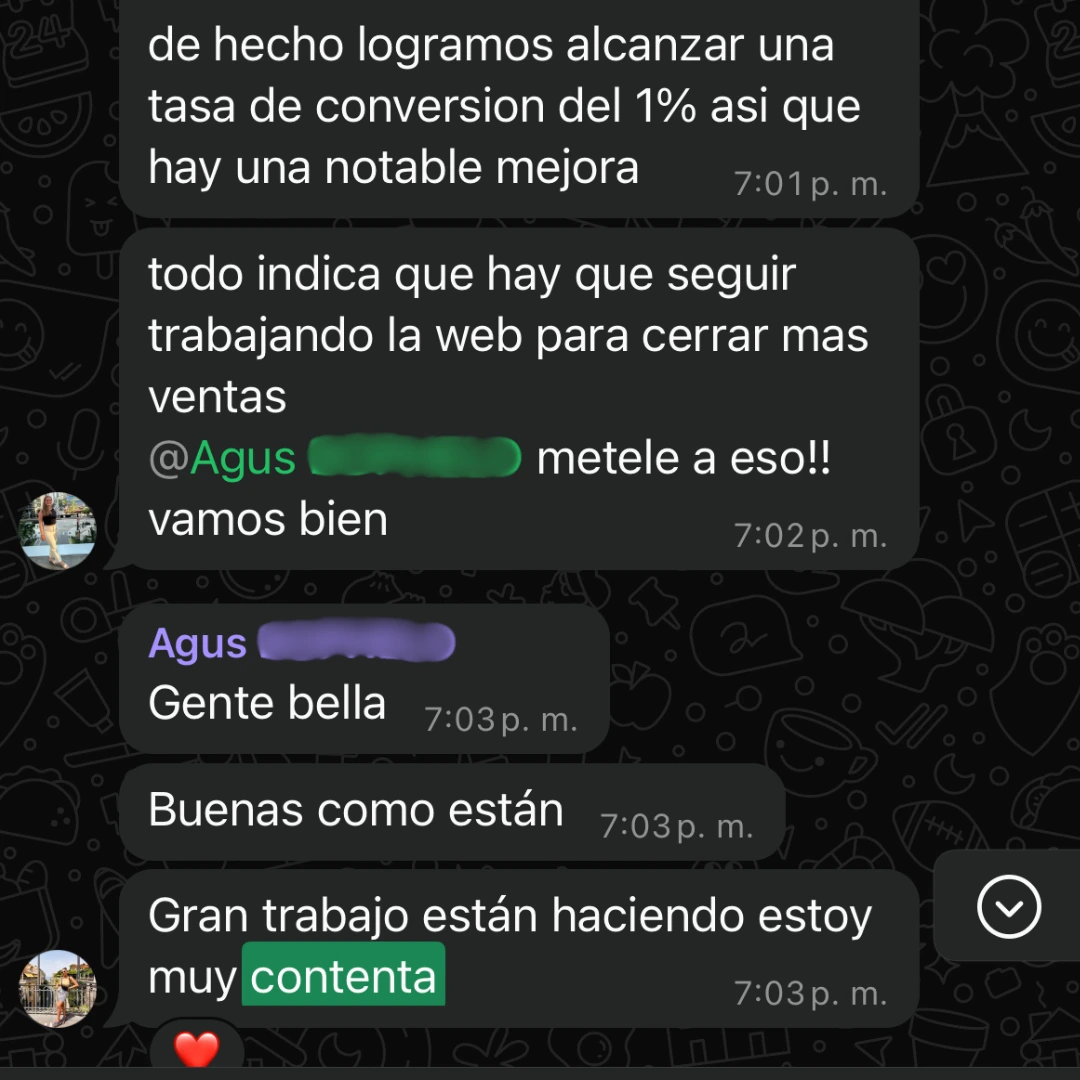 de hecho logramos alcanzar una
tasa de conversion del 1% asi que
hay una notable mejora 7:01 p. m.
todo indica que hay que seguir
trabajando la web para cerrar mas
ventas
@Agus metele a eso!!
vamos bien 7:02 p. m.
Agus
Gente bella 7:03 p. m.
Buenas como están 7:03 p. m.
Gran trabajo están haciendo estoy
muy contenta 7:03 p. m.